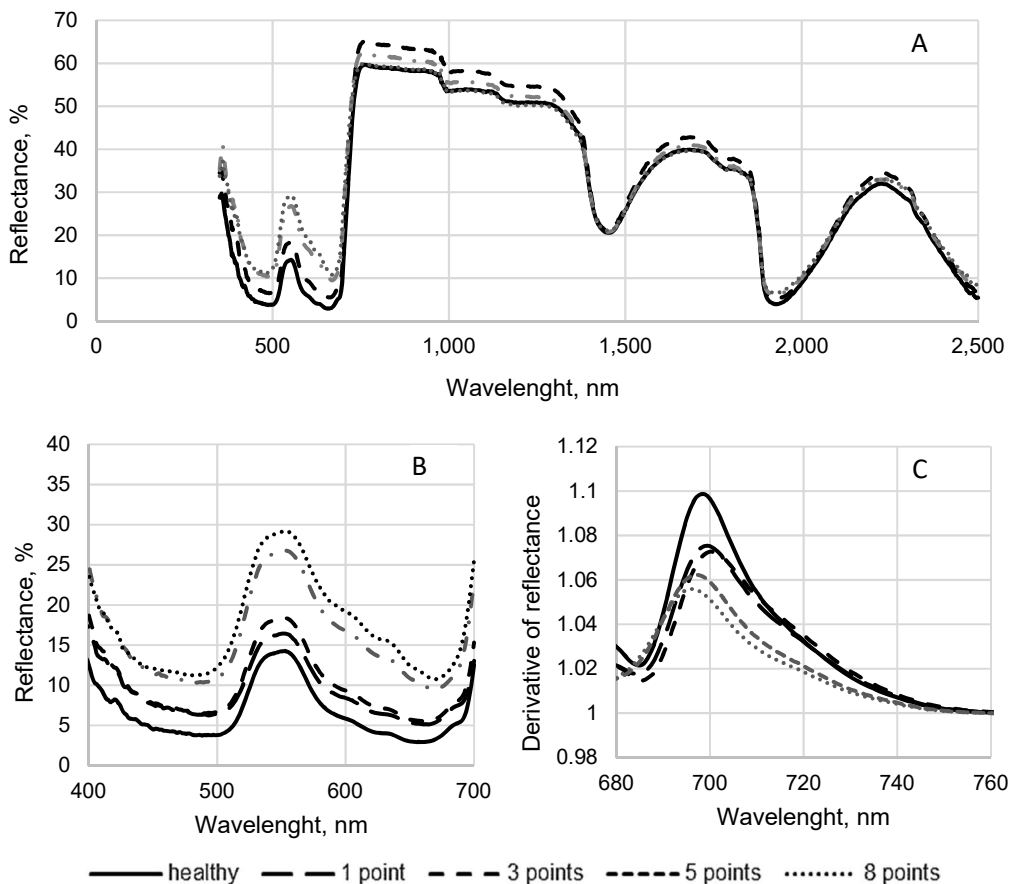 A
Reflectance, %
70
60
50
40
30
20
10
0
0 500 1,000 1,500 2,000 2,500
Wavelenght, nm
B
Reflectance, %
40
35
30
25
20
15
10
5
0
400 500 600 700
Wavelenght, nm
C
Derivative of reflectance
1.12
1.1
1.08
1.06
1.04
1.02
1
0.98
680 700 720 740 760
Wavelenght, nm
healthy 1 point 3 points 5 points 8 points